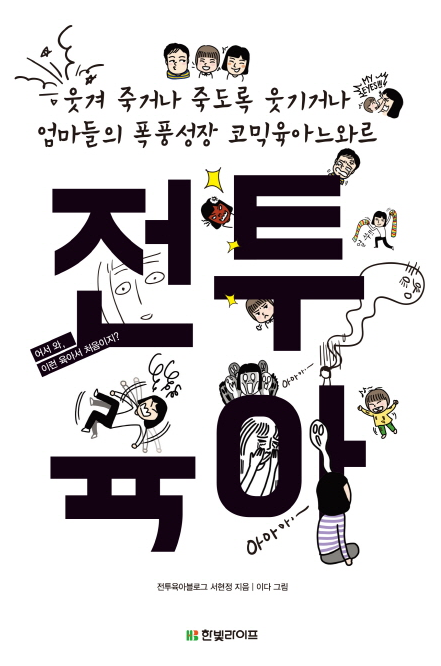 MY
EYES!!!
웃겨 죽거나 죽도록 웃기거나
엄마들의 폭풍성장 코믹육아느와르
전투
어서 와,
이런 육아서 처음이지?
아아아·―
육아
아아아·―
전투육아블로그 서현정 지음 | 이다 그림
HB 한빛라이프